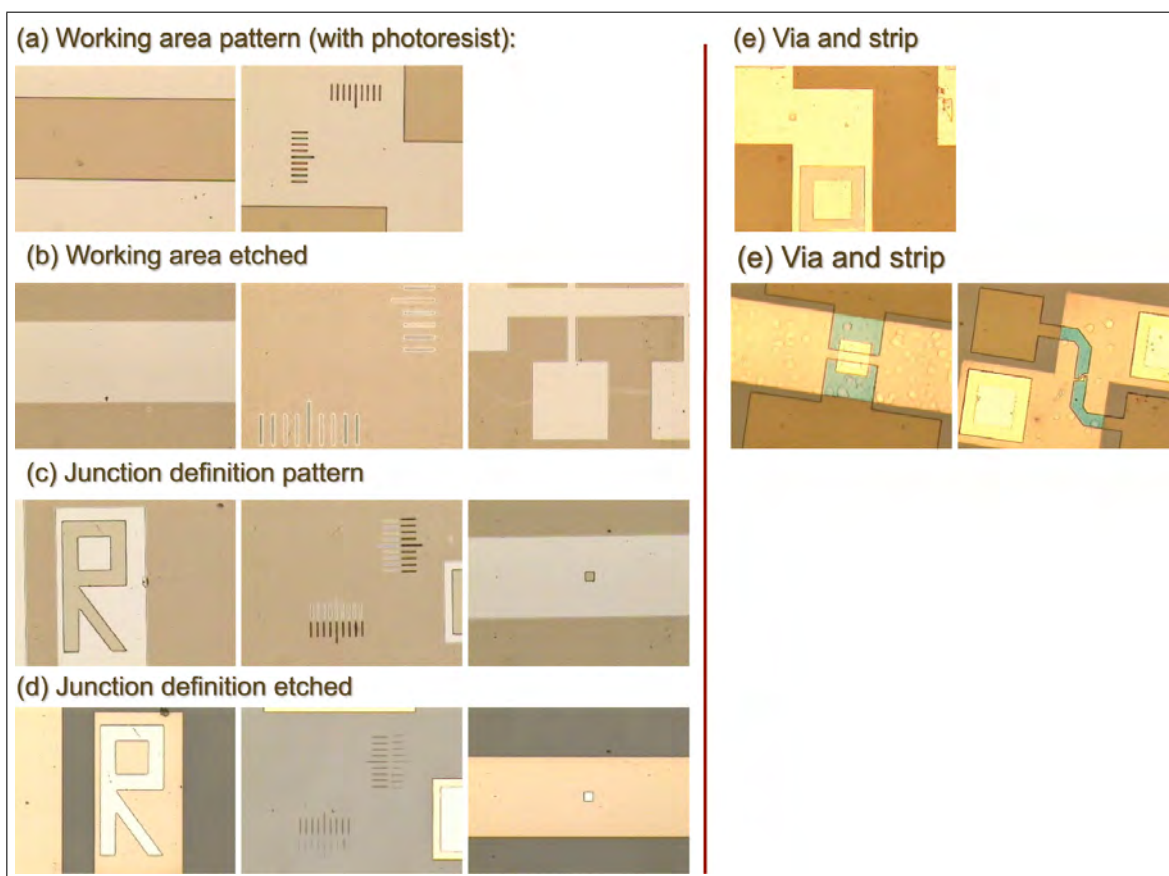 (a) Working area pattern (with photoresist):
(b) Working area etched
(c) Junction definition pattern
R
(d) Junction definition etched
R
(e) Via and strip
(e) Via and strip